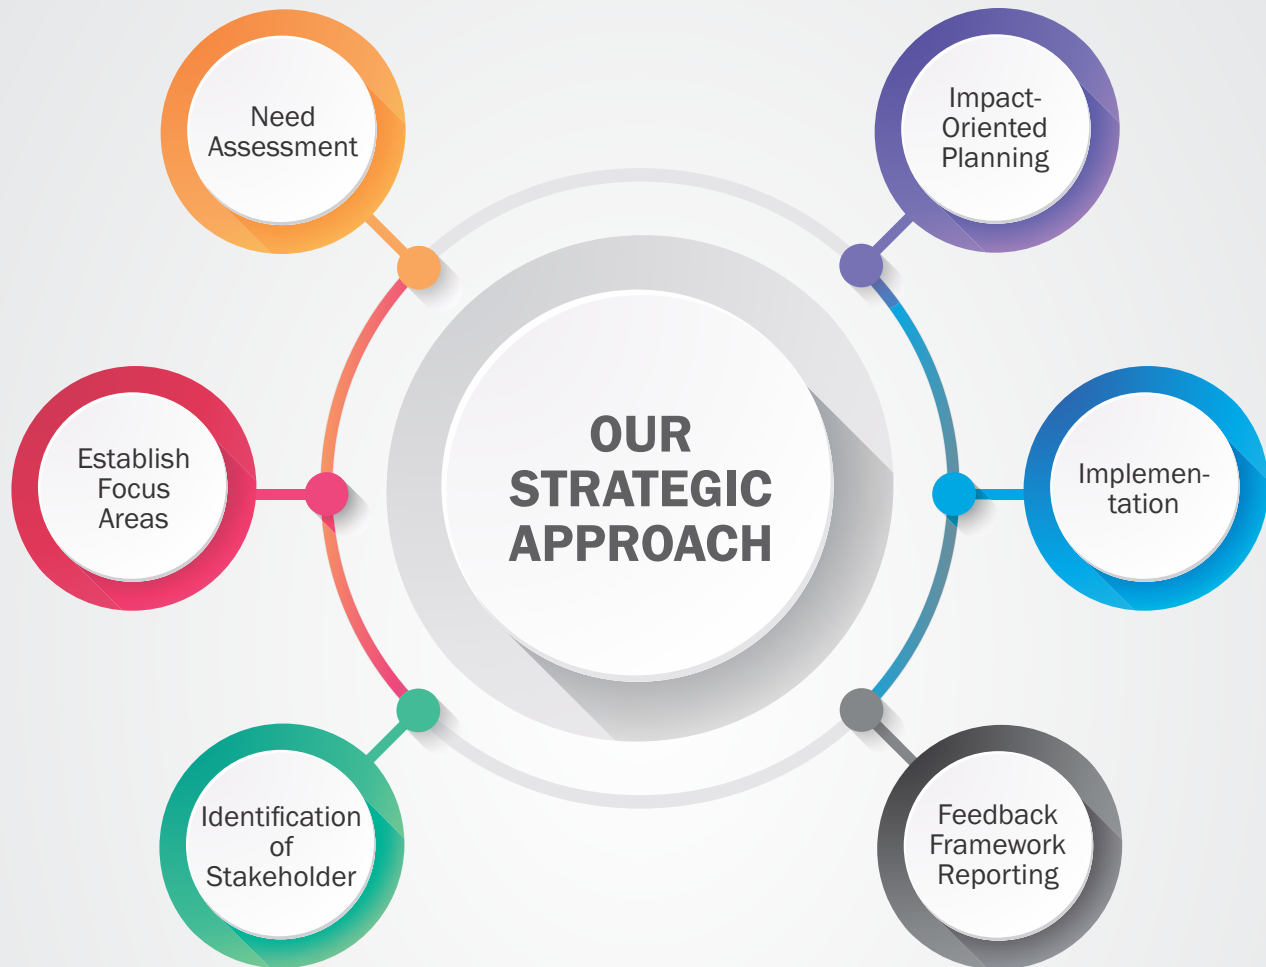 Need
Assessment
Establish
Focus
Areas
Identification
of
Stakeholder
OUR
STRATEGIC
APPROACH
Impact-
Oriented
Planning
Implemen-
tation
Feedback
Framework
Reporting